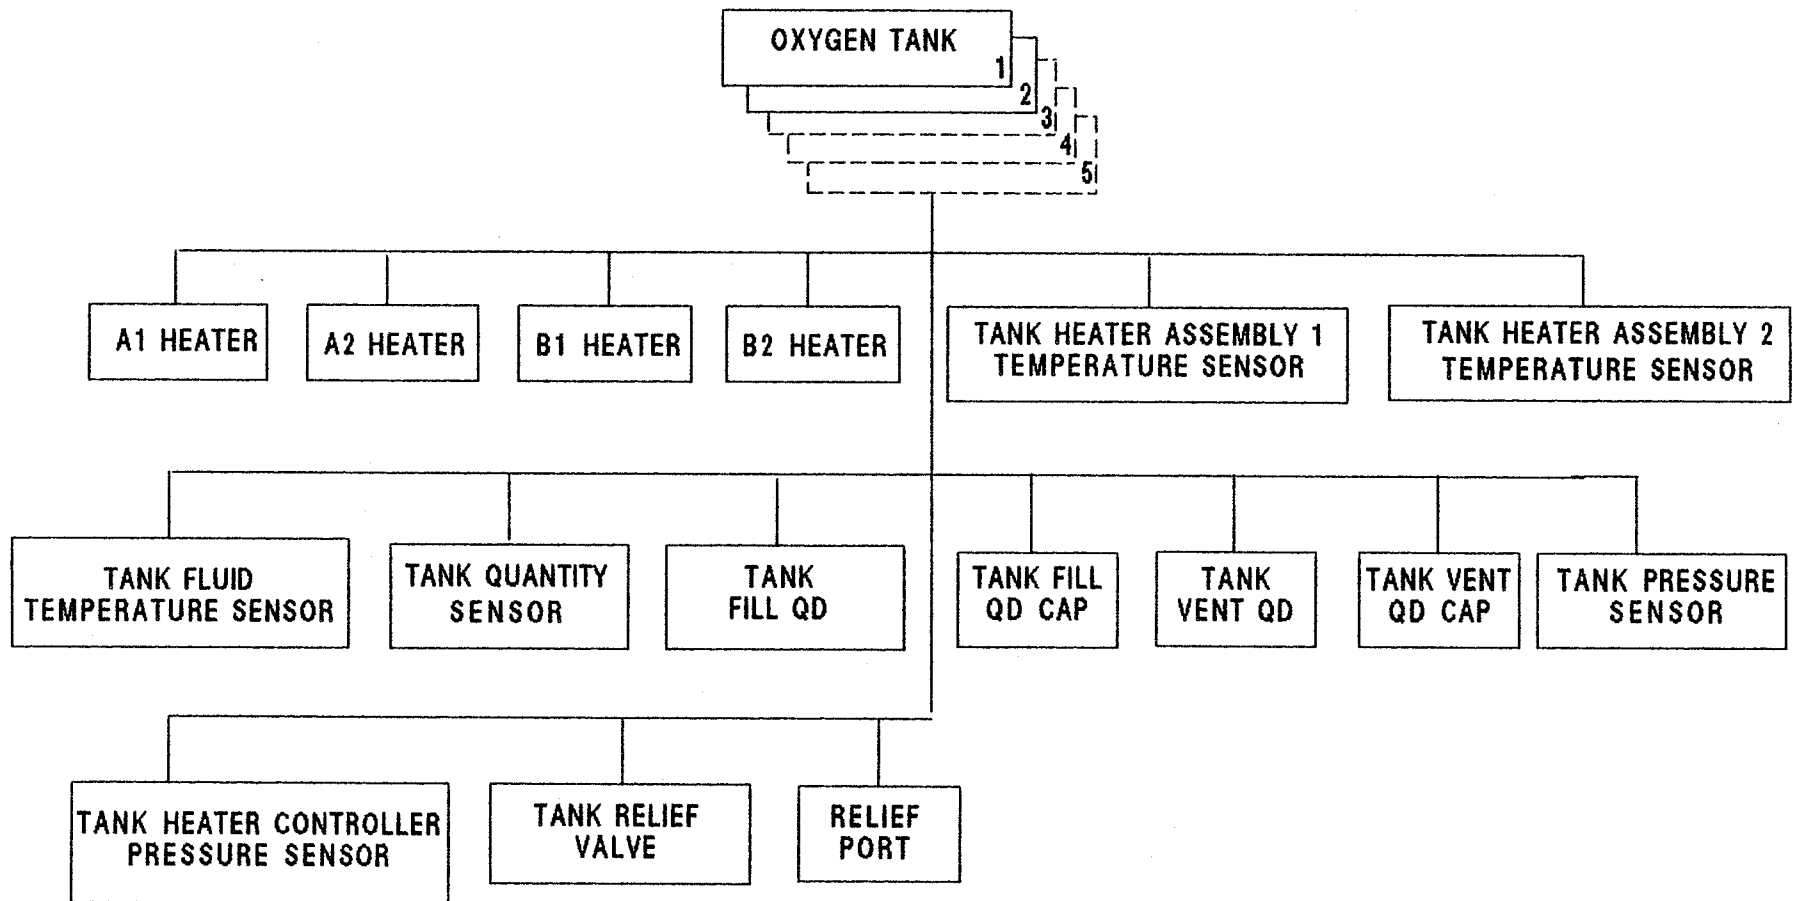 OXYGEN TANK
1
2
3
4
5
A1 HEATER
A2 HEATER
B1 HEATER
B2 HEATER
TANK HEATER ASSEMBLY 1
TEMPERATURE SENSOR
TANK HEATER ASSEMBLY 2
TEMPERATURE SENSOR
TANK FLUID
TEMPERATURE SENSOR
TANK QUANTITY
SENSOR
TANK
FILL QD
TANK FILL
QD CAP
TANK
VENT QD
TANK VENT
QD CAP
TANK PRESSURE
SENSOR
TANK HEATER CONTROLLER
PRESSURE SENSOR
TANK RELIEF
VALVE
RELIEF
PORT